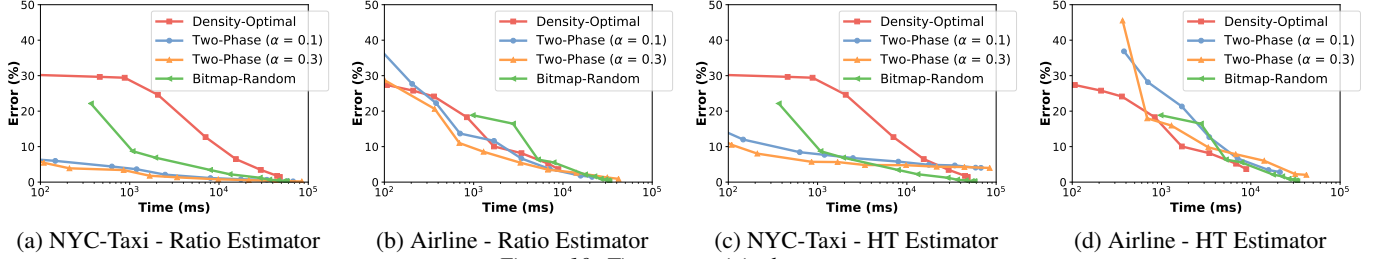 Error (%)
50
40
30
20
10
0
10²
10³
10⁴
10⁵
Time (ms)
Density-Optimal
Two-Phase (α = 0.1)
Two-Phase (α = 0.3)
Bitmap-Random
(a) NYC-Taxi - Ratio Estimator
Error (%)
50
40
30
20
10
0
10²
10³
10⁴
10⁵
Time (ms)
Density-Optimal
Two-Phase (α = 0.1)
Two-Phase (α = 0.3)
Bitmap-Random
(b) Airline - Ratio Estimator
Error (%)
50
40
30
20
10
0
10²
10³
10⁴
10⁵
Time (ms)
Density-Optimal
Two-Phase (α = 0.1)
Two-Phase (α = 0.3)
Bitmap-Random
(c) NYC-Taxi - HT Estimator
Error (%)
50
40
30
20
10
0
10²
10³
10⁴
10⁵
Time (ms)
Density-Optimal
Two-Phase (α = 0.1)
Two-Phase (α = 0.3)
Bitmap-Random
(d) Airline - HT Estimator